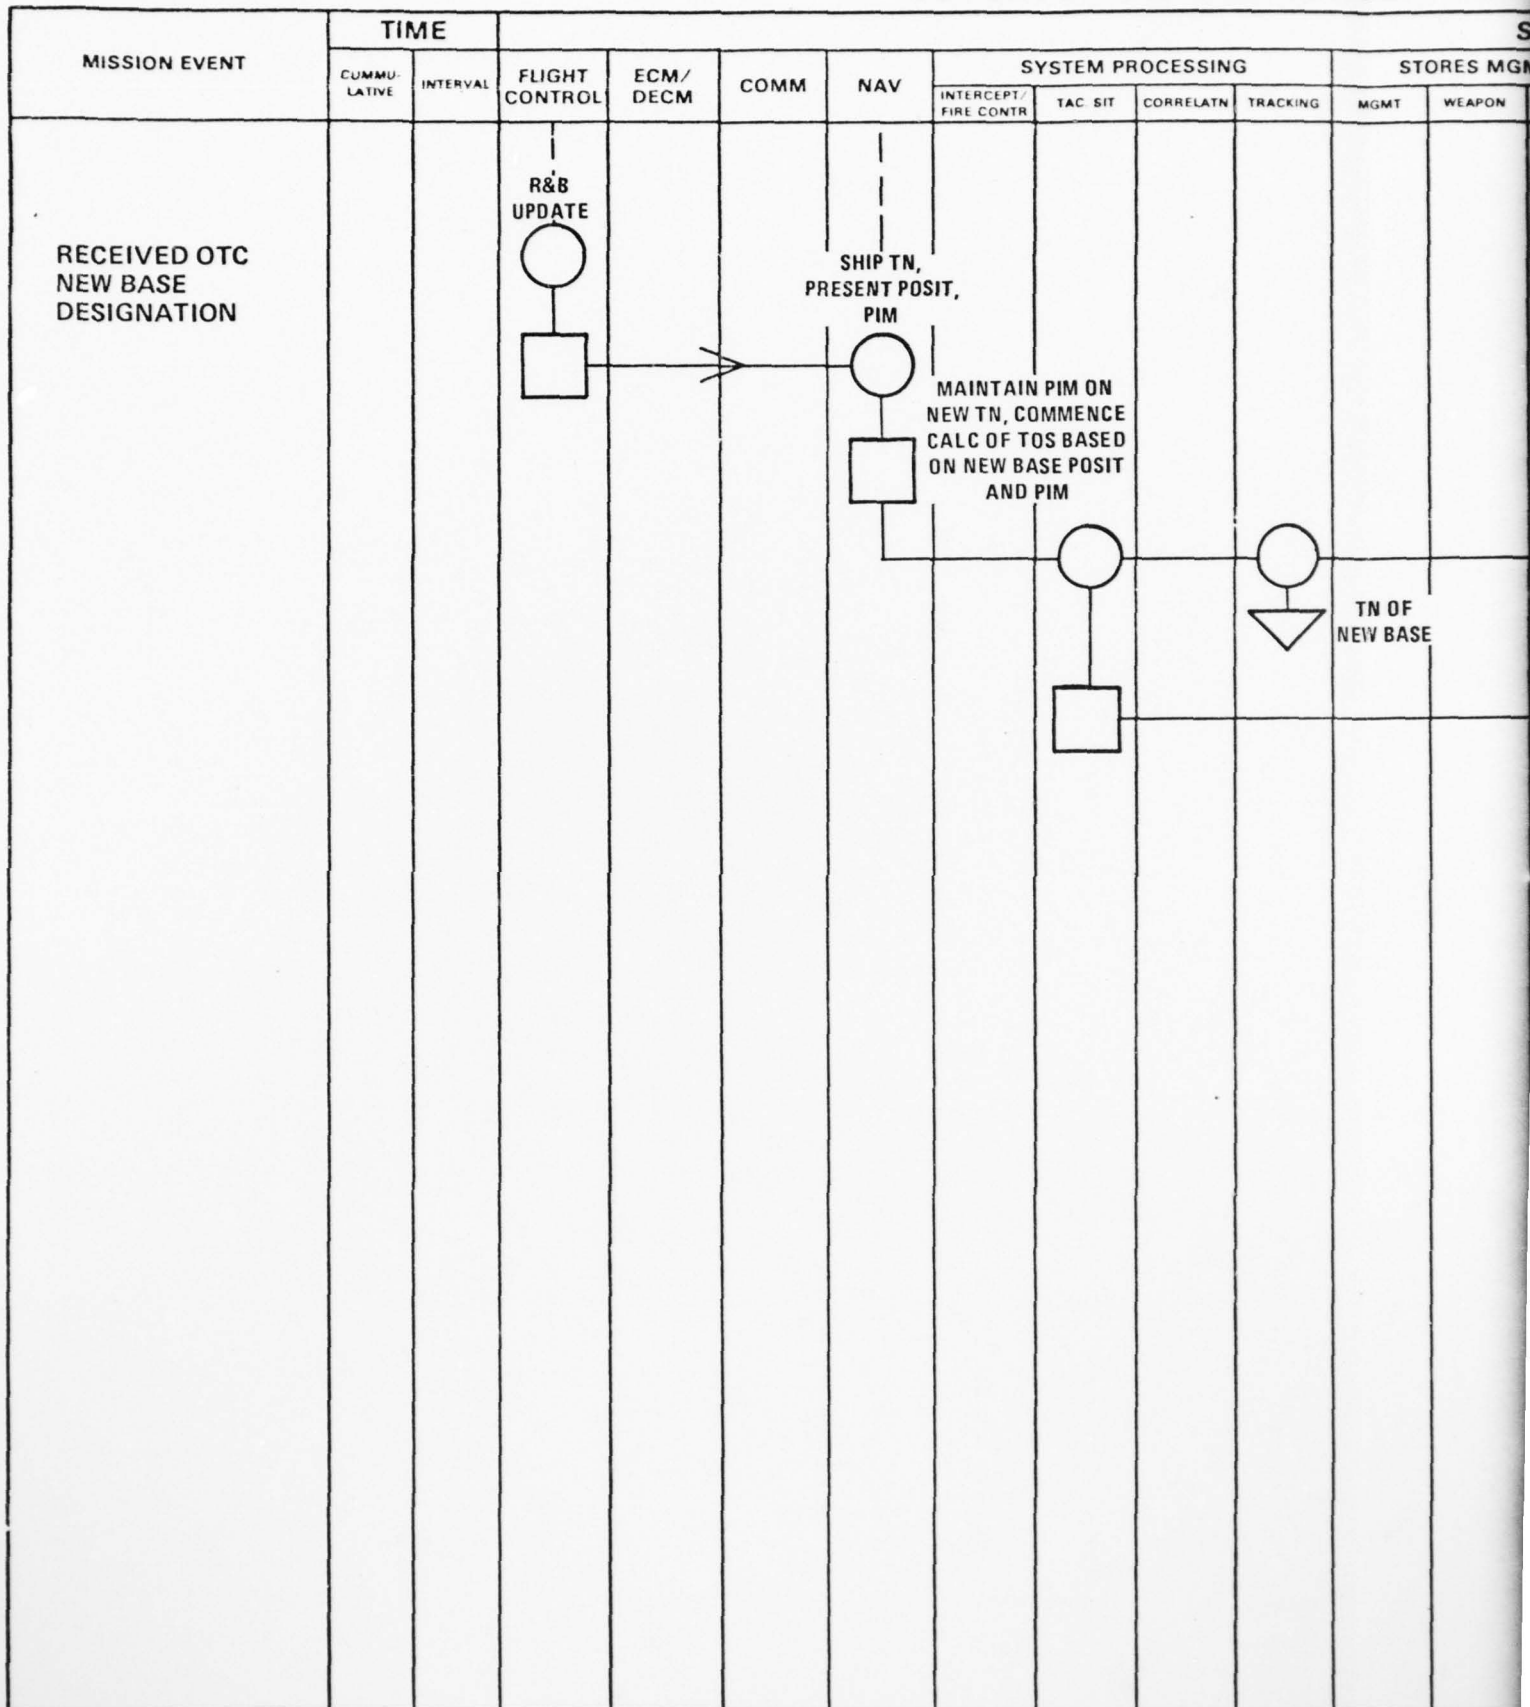 MISSION EVENT
TIME
S
CUMMU-
LATIVE
INTERVAL
FLIGHT
CONTROL
ECM/
DECM
COMM
NAV
SYSTEM PROCESSING
INTERCEPT/
FIRE CONTR
TAC SIT
CORRELATN
TRACKING
STORES MGM
MGMT
WEAPON
RECEIVED OTC
NEW BASE
DESIGNATION
R&B
UPDATE
SHIP TN,
PRESENT POSIT,
PIM
MAINTAIN PIM ON
NEW TN, COMMENCE
CALC OF TOS BASED
ON NEW BASE POSIT
AND PIM
TN OF
NEW BASE